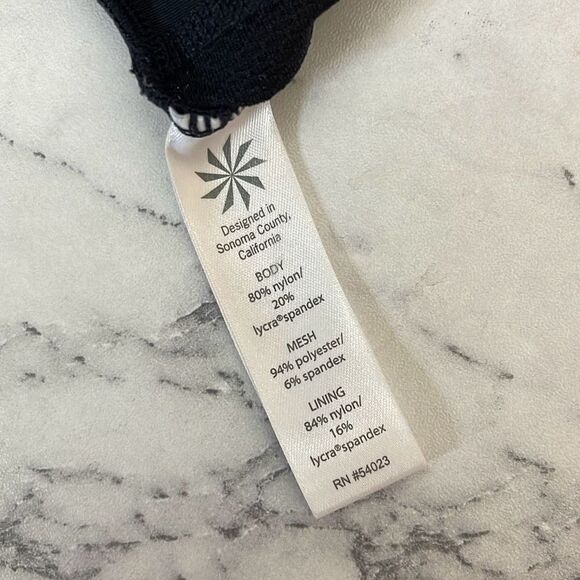 Designed in
Sonoma County,
California
BODY
80% nylon/
20%
lycra®spandex
MESH
94% polyester/
6% spandex
LINING
84% nylon/
16%
lycra®spandex
RN #54023